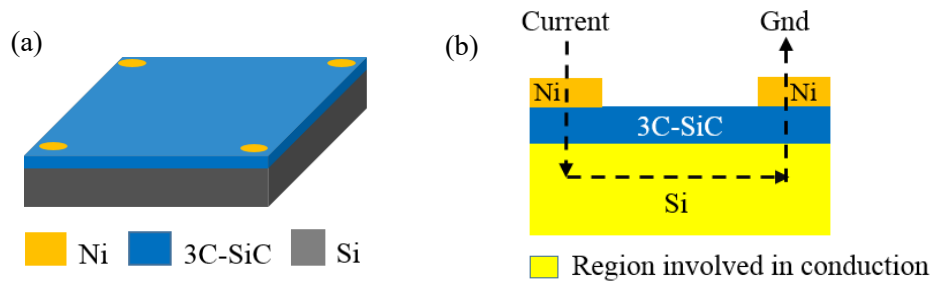 (a)
Ni
3C-SiC
Si
(b)
Current
Gnd
Ni
Ni
3C-SiC
Si
Region involved in conduction